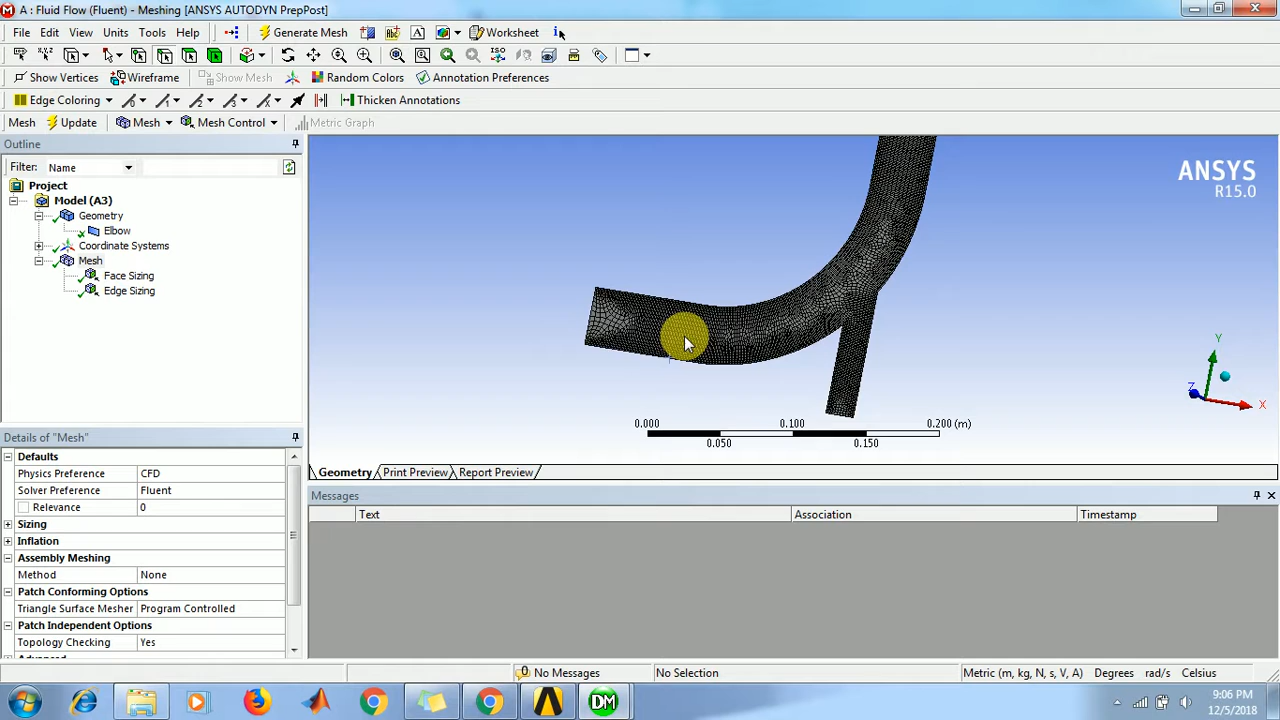 A : Fluid Flow (Fluent) - Meshing [ANSYS AUTODYN PrepPost]
File Edit View Units Tools Help Generate Mesh A Worksheet i
ISO
Show Vertices Wireframe Show Mesh Random Colors Annotation Preferences
Edge Coloring Thicken Annotations
Mesh Update Mesh Mesh Control Metric Graph
Outline
Filter: Name
Project
Model (A3)
Geometry
Elbow
Coordinate Systems
Mesh
Face Sizing
Edge Sizing
ANSYS
R15.0
Y
Z
X
0.000 0.100 0.200 (m)
0.050 0.150
Details of "Mesh"
Defaults
Physics Preference CFD
Solver Preference Fluent
Relevance 0
Sizing
Inflation
Assembly Meshing
Method None
Patch Conforming Options
Triangle Surface Mesher Program Controlled
Patch Independent Options
Topology Checking Yes
Geometry Print Preview Report Preview
Messages
Text Association Timestamp
0 No Messages No Selection Metric (m, kg, N, s, V, A) Degrees rad/s Celsius
DM
9:06 PM
12/5/2018